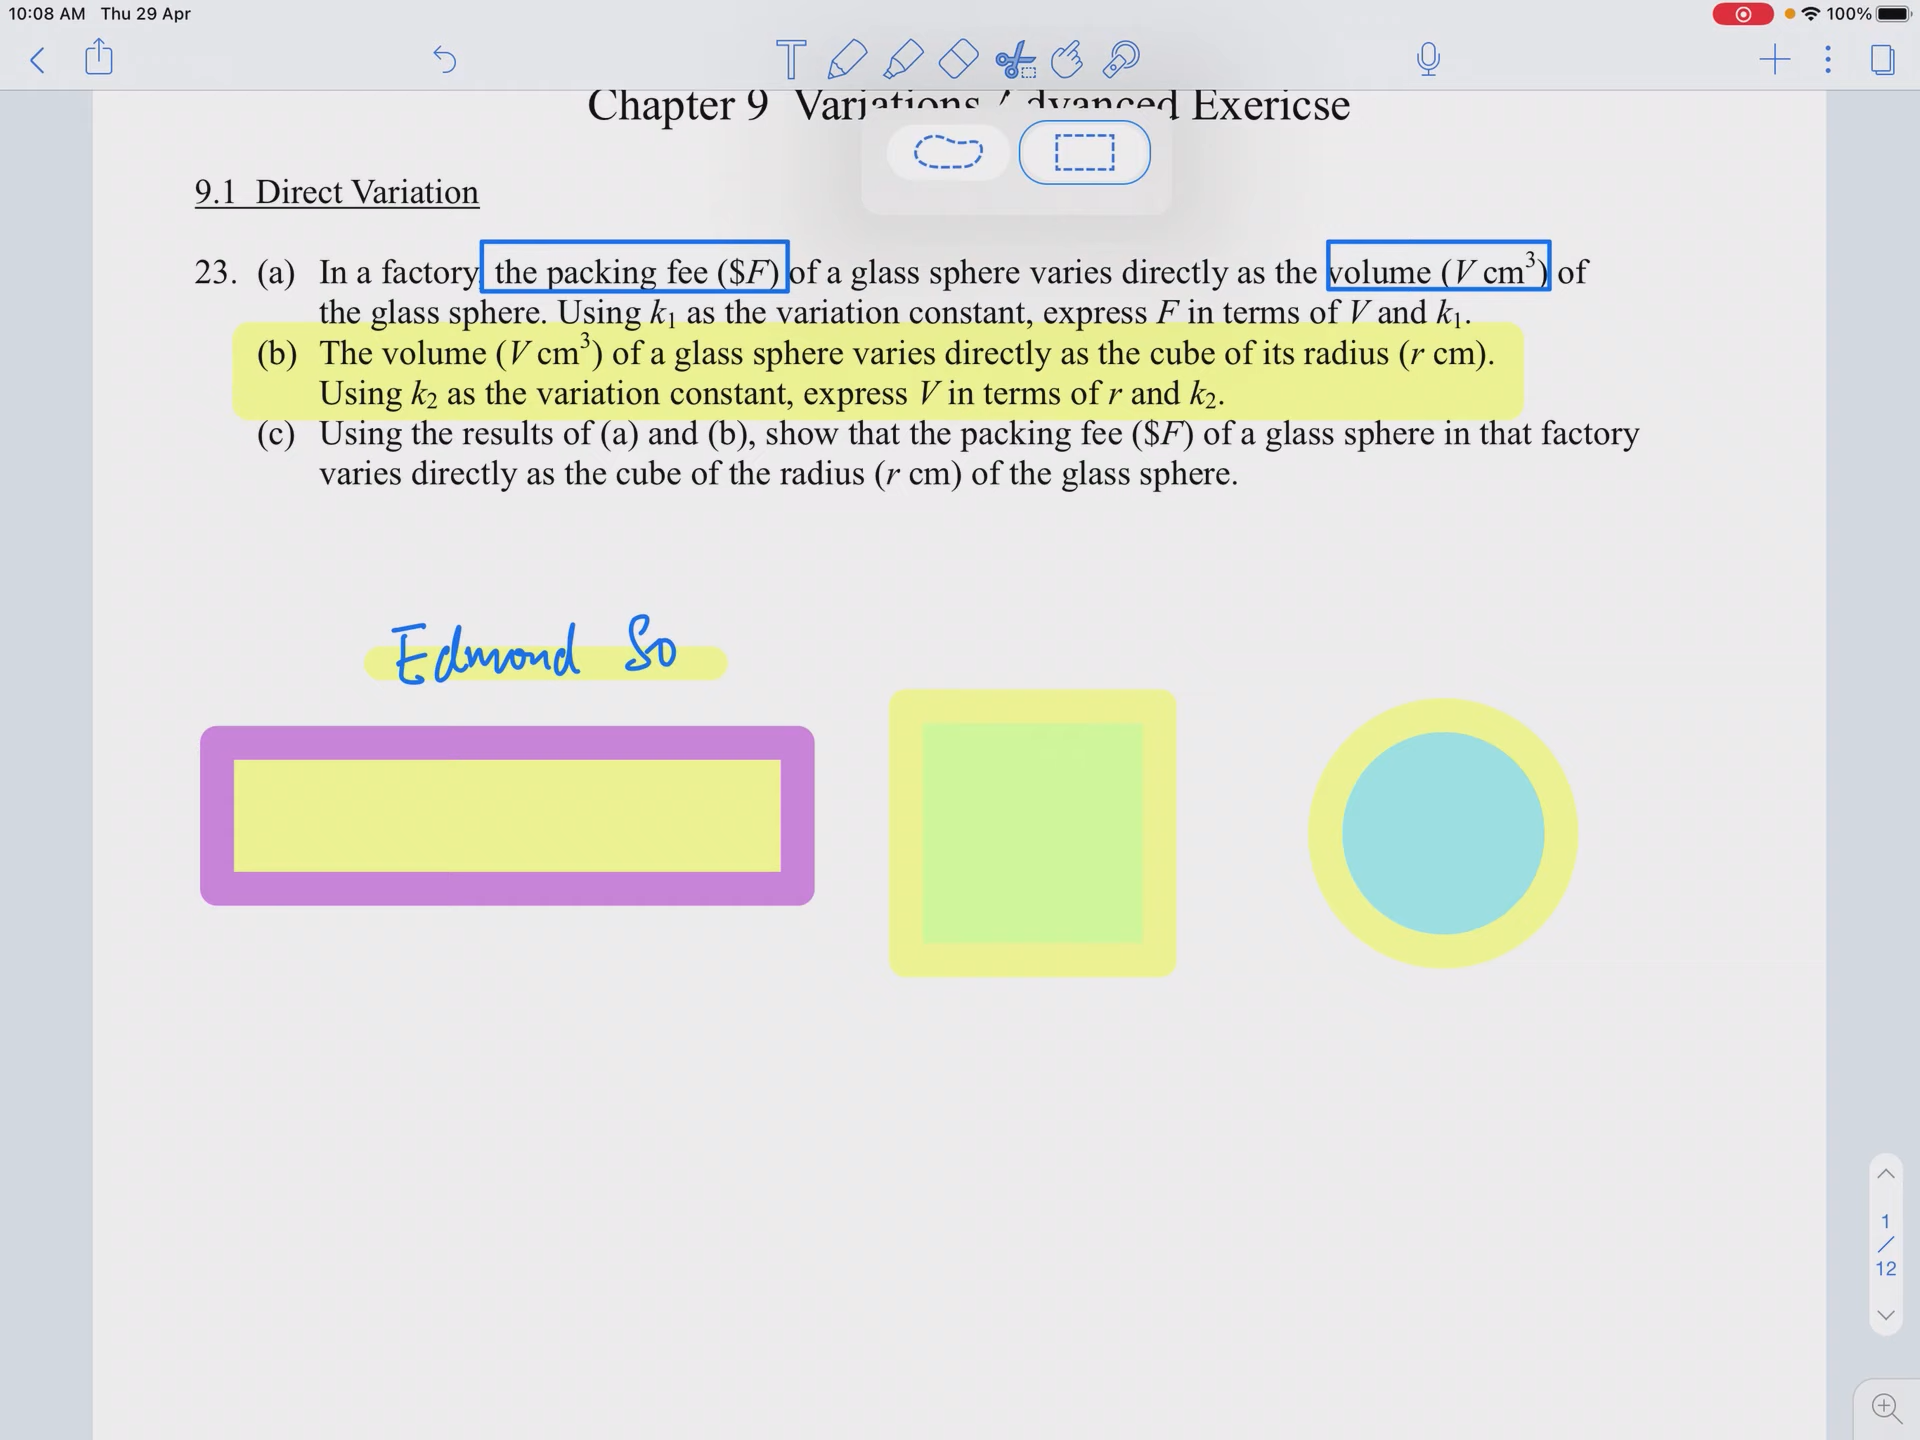 10:08 AM Thu 29 Apr
100%
Chapter 9 Variations Advanced Exericse
9.1 Direct Variation
23. (a) In a factory, the packing fee ($F) of a glass sphere varies directly as the volume (V cm³) of
the glass sphere. Using k₁ as the variation constant, express F in terms of V and k₁.
(b) The volume (V cm³) of a glass sphere varies directly as the cube of its radius (r cm).
Using k₂ as the variation constant, express V in terms of r and k₂.
(c) Using the results of (a) and (b), show that the packing fee ($F) of a glass sphere in that factory
varies directly as the cube of the radius (r cm) of the glass sphere.
Edmond So
1
/
12